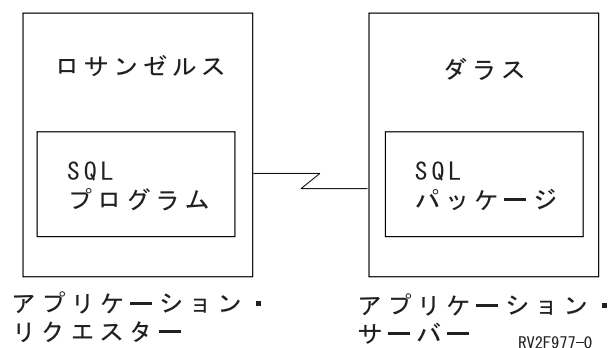 ロサンゼルス
SQL
プログラム
アプリケーション・
リクエスター
ダラス
SQL
パッケージ
アプリケーション・
サーバー
RV2F977-0